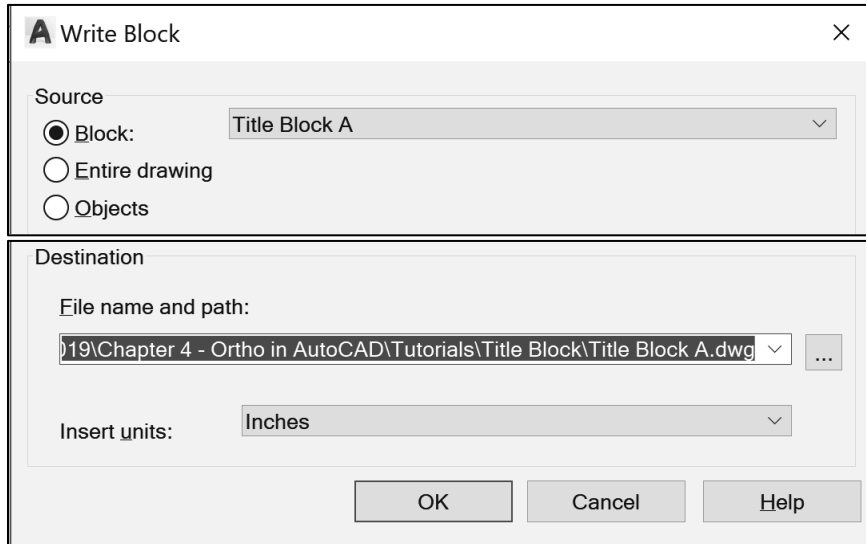 Write Block
Source
Block:
Title Block A
Entire drawing
Objects
Destination
File name and path:
019\Chapter 4 - Ortho in AutoCAD\Tutorials\Title Block\Title Block A.dwg
...
Insert units:
Inches
OK
Cancel
Help